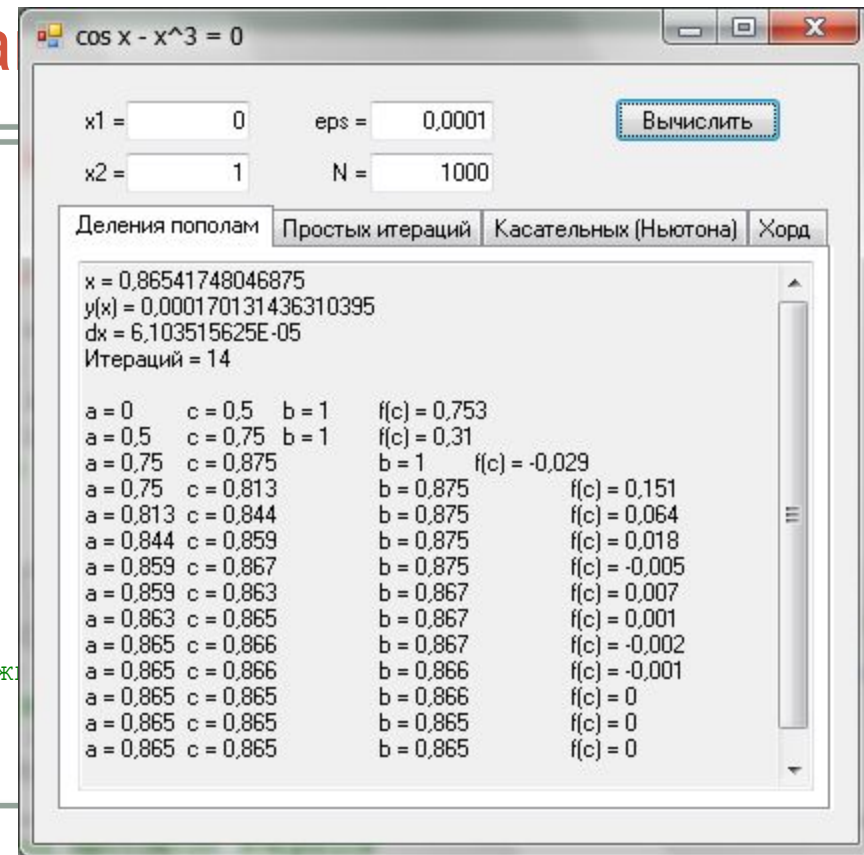 а
cos x - x^3 = 0
x1 = 0 eps = 0,0001 Вычислить
x2 = 1 N = 1000
Деления пополам Простых итераций Касательных (Ньютона) Хорд
x = 0,86541748046875
y(x) = 0,000170131436310395
dx = 6,103515625E-05
Итераций = 14
a = 0 c = 0,5 b = 1 f(c) = 0,753
a = 0,5 c = 0,75 b = 1 f(c) = 0,31
a = 0,75 c = 0,875 b = 1 f(c) = -0,029
a = 0,75 c = 0,813 b = 0,875 f(c) = 0,151
a = 0,813 c = 0,844 b = 0,875 f(c) = 0,064
a = 0,844 c = 0,859 b = 0,875 f(c) = 0,018
a = 0,859 c = 0,867 b = 0,875 f(c) = -0,005
a = 0,859 c = 0,863 b = 0,867 f(c) = 0,007
a = 0,863 c = 0,865 b = 0,867 f(c) = 0,001
a = 0,865 c = 0,866 b = 0,867 f(c) = -0,002
a = 0,865 c = 0,866 b = 0,866 f(c) = -0,001
a = 0,865 c = 0,865 b = 0,866 f(c) = 0
a = 0,865 c = 0,865 b = 0,865 f(c) = 0
a = 0,865 c = 0,865 b = 0,865 f(c) = 0